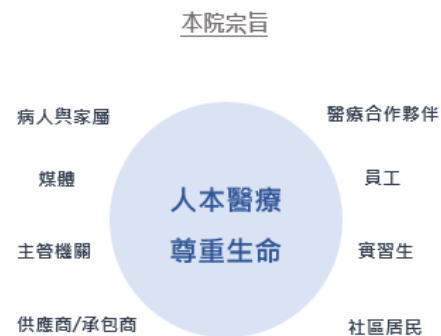 本院宗旨
病人與家屬
醫療合作夥伴
媒體
員工
人本醫療
尊重生命
主管機關
實習生
供應商/承包商
社區居民